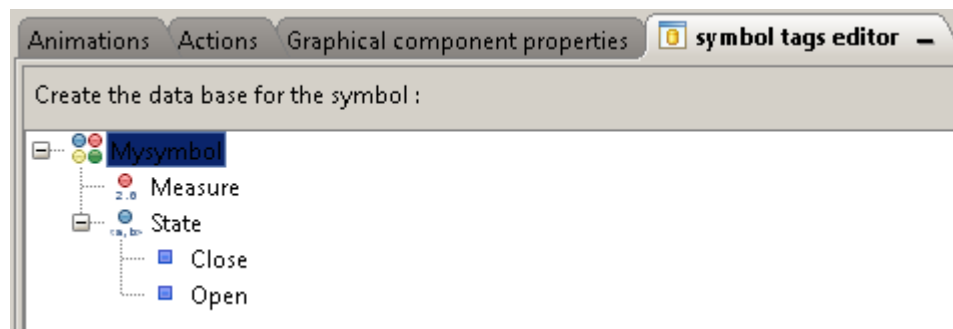 Animations Actions Graphical component properties symbol tags editor
Create the data base for the symbol :
Mysymbol
2.0 Measure
<a,b> State
Close
Open